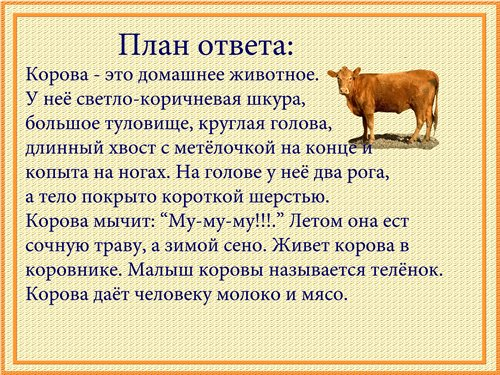 План ответа:
Корова - это домашнее животное.
У неё светло-коричневая шкура,
большое туловище, круглая голова,
длинный хвост с метёлочкой на конце и
копыта на ногах. На голове у неё два рога,
а тело покрыто короткой шерстью.
Корова мычит: “Му-му-му!!!.” Летом она ест
сочную траву, а зимой сено. Живет корова в
коровнике. Малыш коровы называется телёнок.
Корова даёт человеку молоко и мясо.